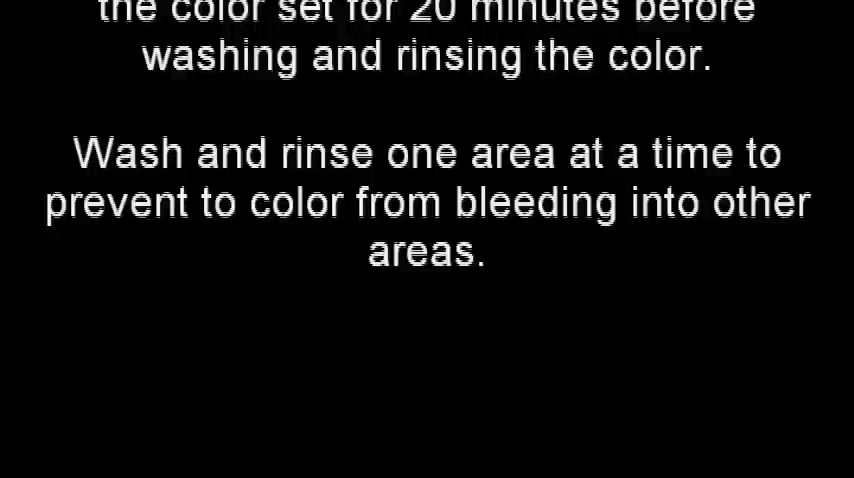 the color set for 20 minutes before
washing and rinsing the color.
Wash and rinse one area at a time to
prevent to color from bleeding into other
areas.